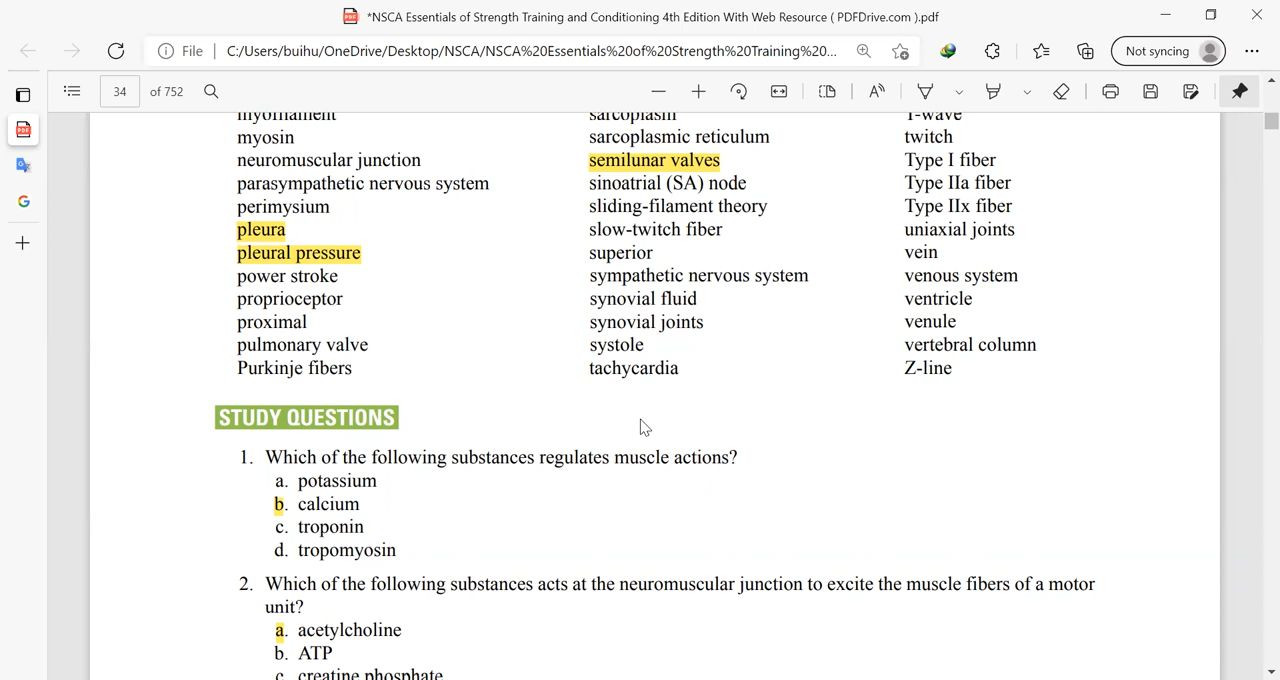 *NSCA Essentials of Strength Training and Conditioning 4th Edition With Web Resource ( PDFDrive.com ).pdf
File | C:/Users/buihu/OneDrive/Desktop/NSCA/NSCA%20Essentials%20of%20Strength%20Training%20... Not syncing
34 of 752
myofilament sarcoplasm T-wave
myosin sarcoplasmic reticulum twitch
neuromuscular junction semilunar valves Type I fiber
parasympathetic nervous system sinoatrial (SA) node Type IIa fiber
perimysium sliding-filament theory Type IIx fiber
pleura slow-twitch fiber uniaxial joints
pleural pressure superior vein
power stroke sympathetic nervous system venous system
proprioceptor synovial fluid ventricle
proximal synovial joints venule
pulmonary valve systole vertebral column
Purkinje fibers tachycardia Z-line
STUDY QUESTIONS
1. Which of the following substances regulates muscle actions?
a. potassium
b. calcium
c. troponin
d. tropomyosin
2. Which of the following substances acts at the neuromuscular junction to excite the muscle fibers of a motor
unit?
a. acetylcholine
b. ATP
c. creatine phosphate